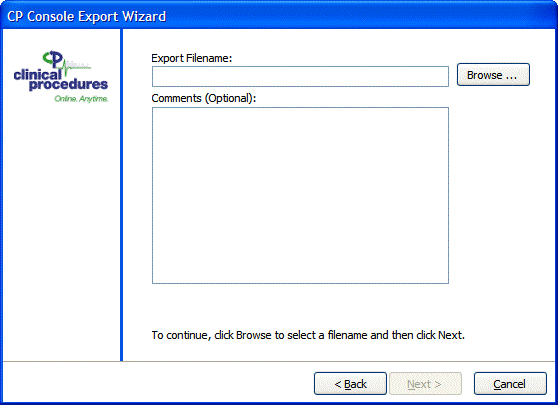 CP Console Export Wizard
CP
clinical
procedures
Online. Anytime.
Export Filename:
Browse ...
Comments (Optional):
To continue, click Browse to select a filename and then click Next.
< Back
Next >
Cancel